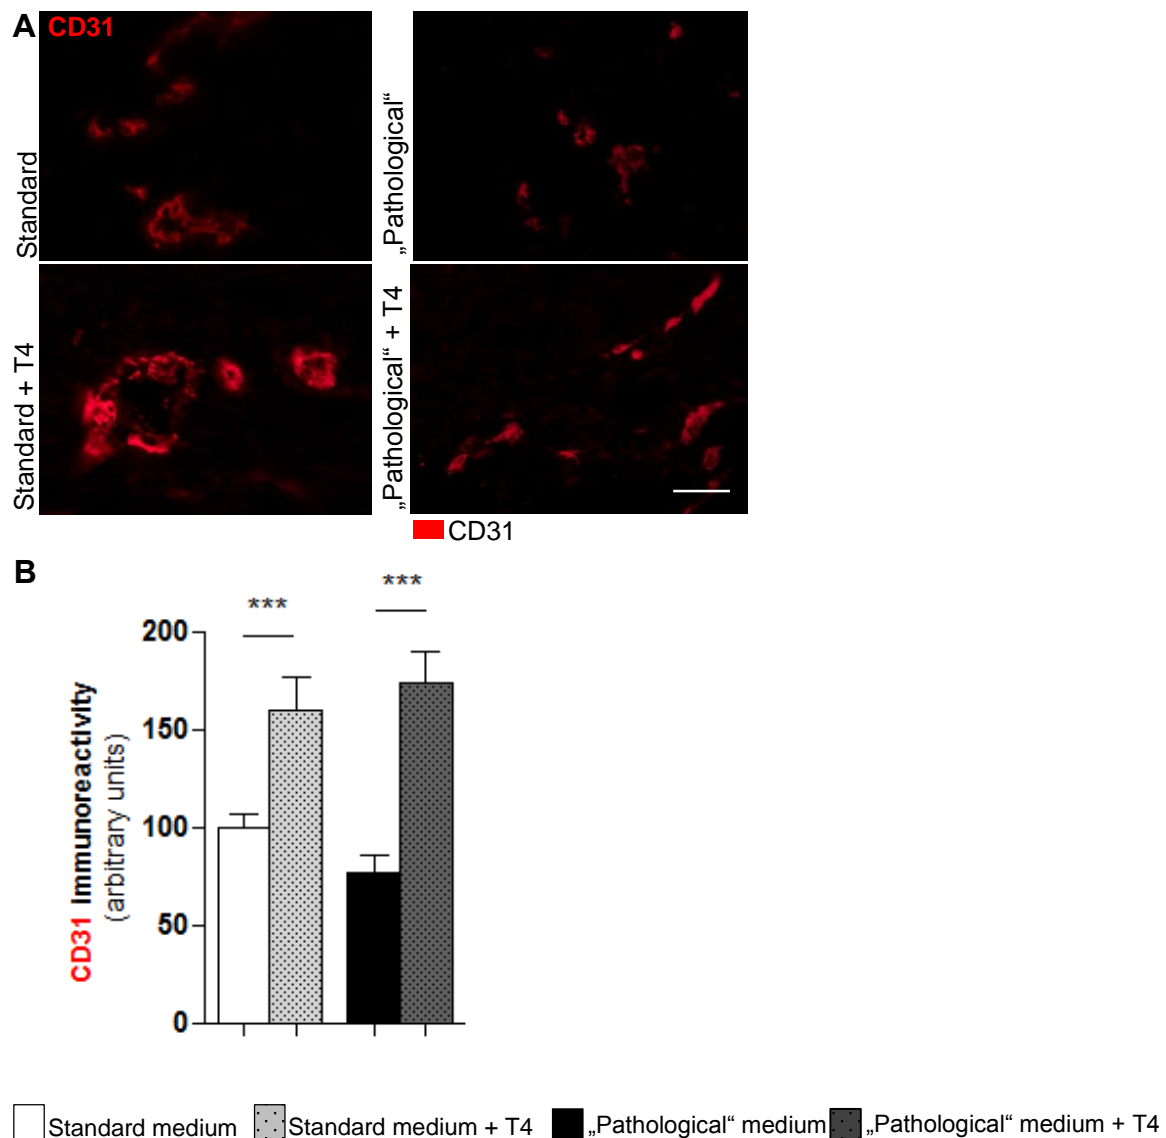 A
CD31
Standard
„Pathological“
Standard + T4
„Pathological“ + T4
CD31
B
***
***
200
150
100
50
0
CD31 Immunoreactivity
(arbitrary units)
Standard medium
Standard medium + T4
„Pathological“ medium
„Pathological“ medium + T4